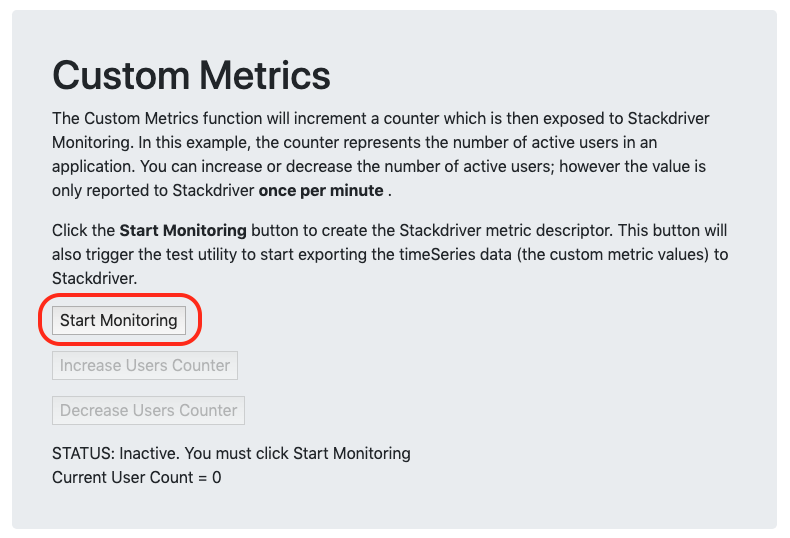 Custom Metrics
The Custom Metrics function will increment a counter which is then exposed to Stackdriver
Monitoring. In this example, the counter represents the number of active users in an
application. You can increase or decrease the number of active users; however the value is
only reported to Stackdriver once per minute .
Click the Start Monitoring button to create the Stackdriver metric descriptor. This button will
also trigger the test utility to start exporting the timeSeries data (the custom metric values) to
Stackdriver.
Start Monitoring
Increase Users Counter
Decrease Users Counter
STATUS: Inactive. You must click Start Monitoring
Current User Count = 0